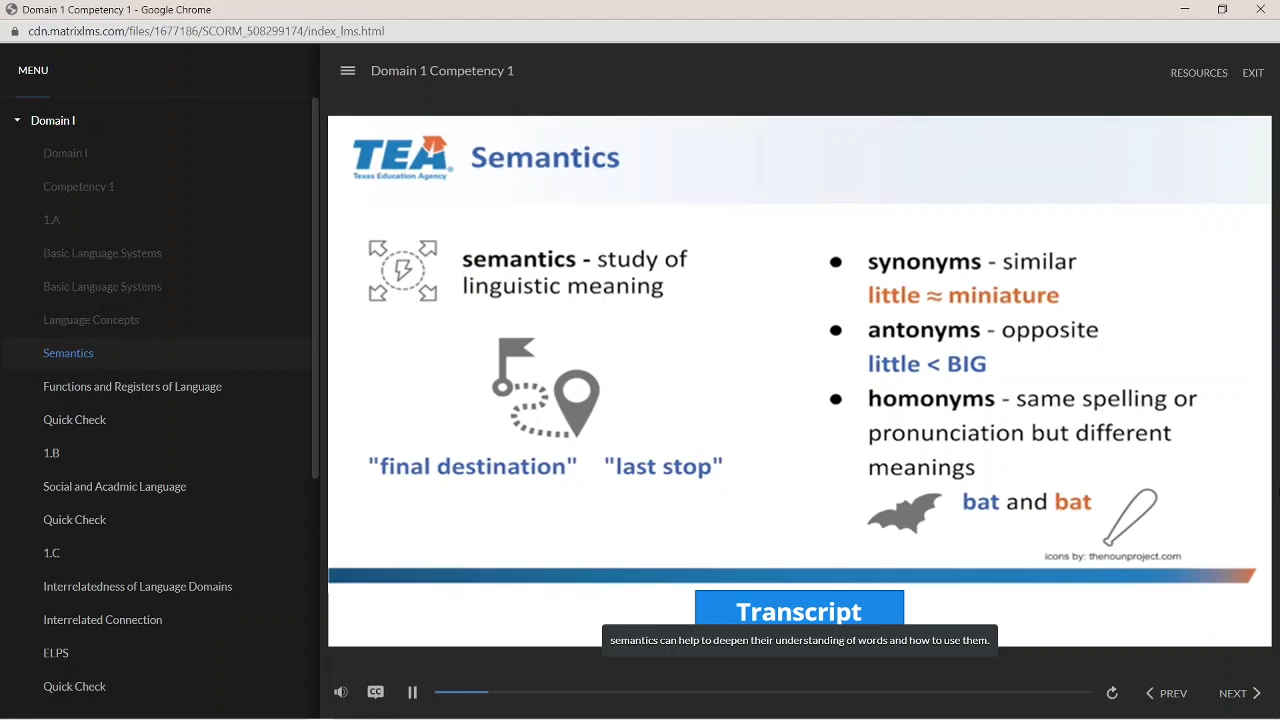 Domain 1 Competency 1 - Google Chrome
cdn.matrixlms.com/files/1677186/SCORM_508299174/index_lms.html
MENU
Domain 1 Competency 1
RESOURCES
EXIT
Domain I
Domain I
Competency 1
1.A
Basic Language Systems
Basic Language Systems
Language Concepts
Semantics
Functions and Registers of Language
Quick Check
1.B
Social and Acadmic Language
Quick Check
1.C
Interrelatedness of Language Domains
Interrelated Connection
ELPS
Quick Check
TEA
Texas Education Agency
Semantics
semantics - study of
linguistic meaning
"final destination" "last stop"
● synonyms - similar
little ≈ miniature
● antonyms - opposite
little < BIG
● homonyms - same spelling or
pronunciation but different
meanings
bat and bat
icons by: thenounproject.com
Transcript
semantics can help to deepen their understanding of words and how to use them.
CC
PREV
NEXT